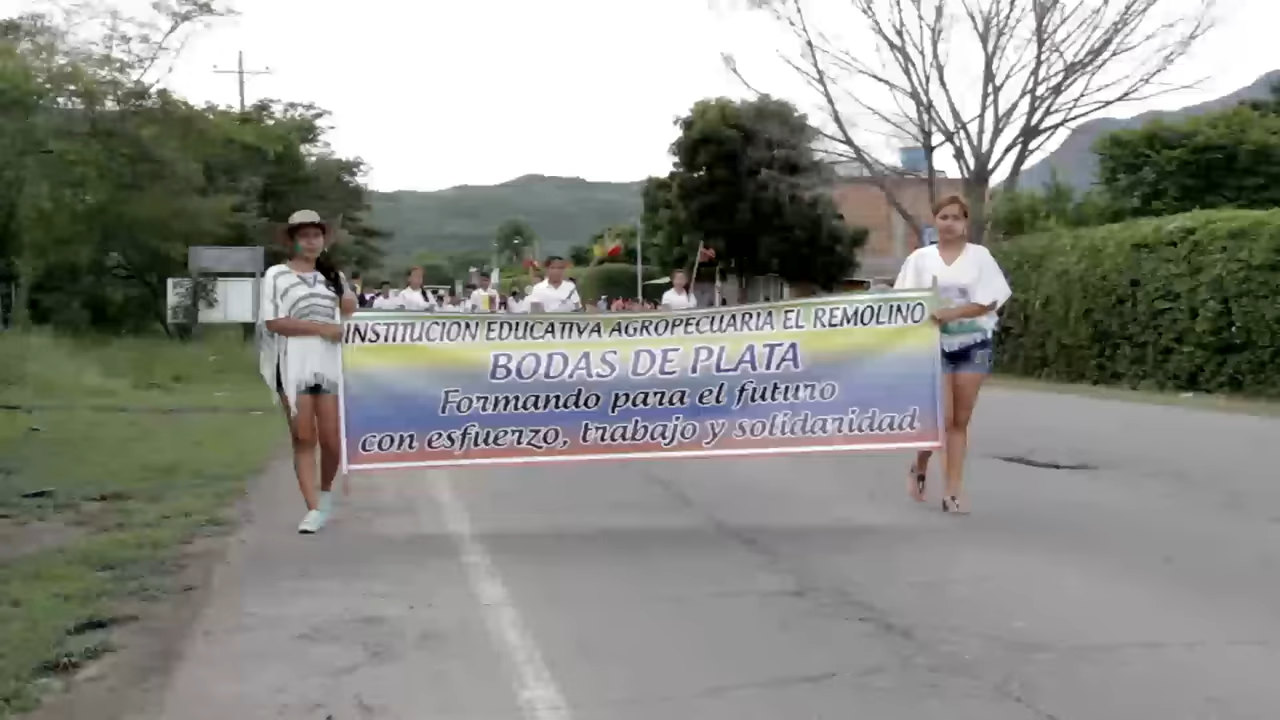 INSTITUCION EDUCATIVA AGROPECUARIA EL REMOLINO
BODAS DE PLATA
Formando para el futuro
con esfuerzo, trabajo y solidaridad